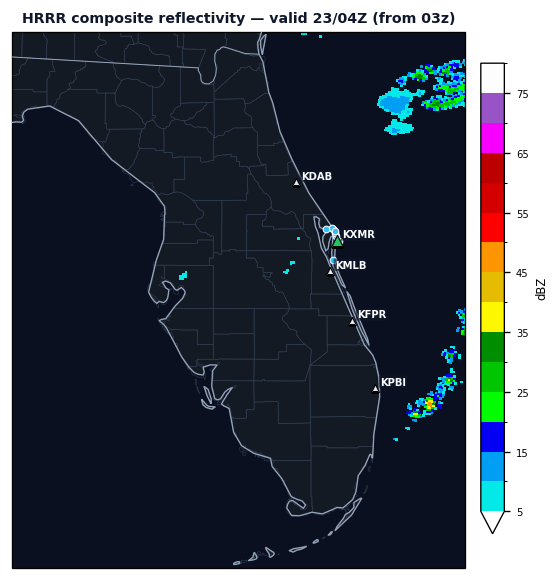 HRRR composite reflectivity — valid 23/04Z (from 03z)
KDAB
KXMR
KMLB
KFPR
KPBI
75
65
55
45
35
25
15
5
dBZ